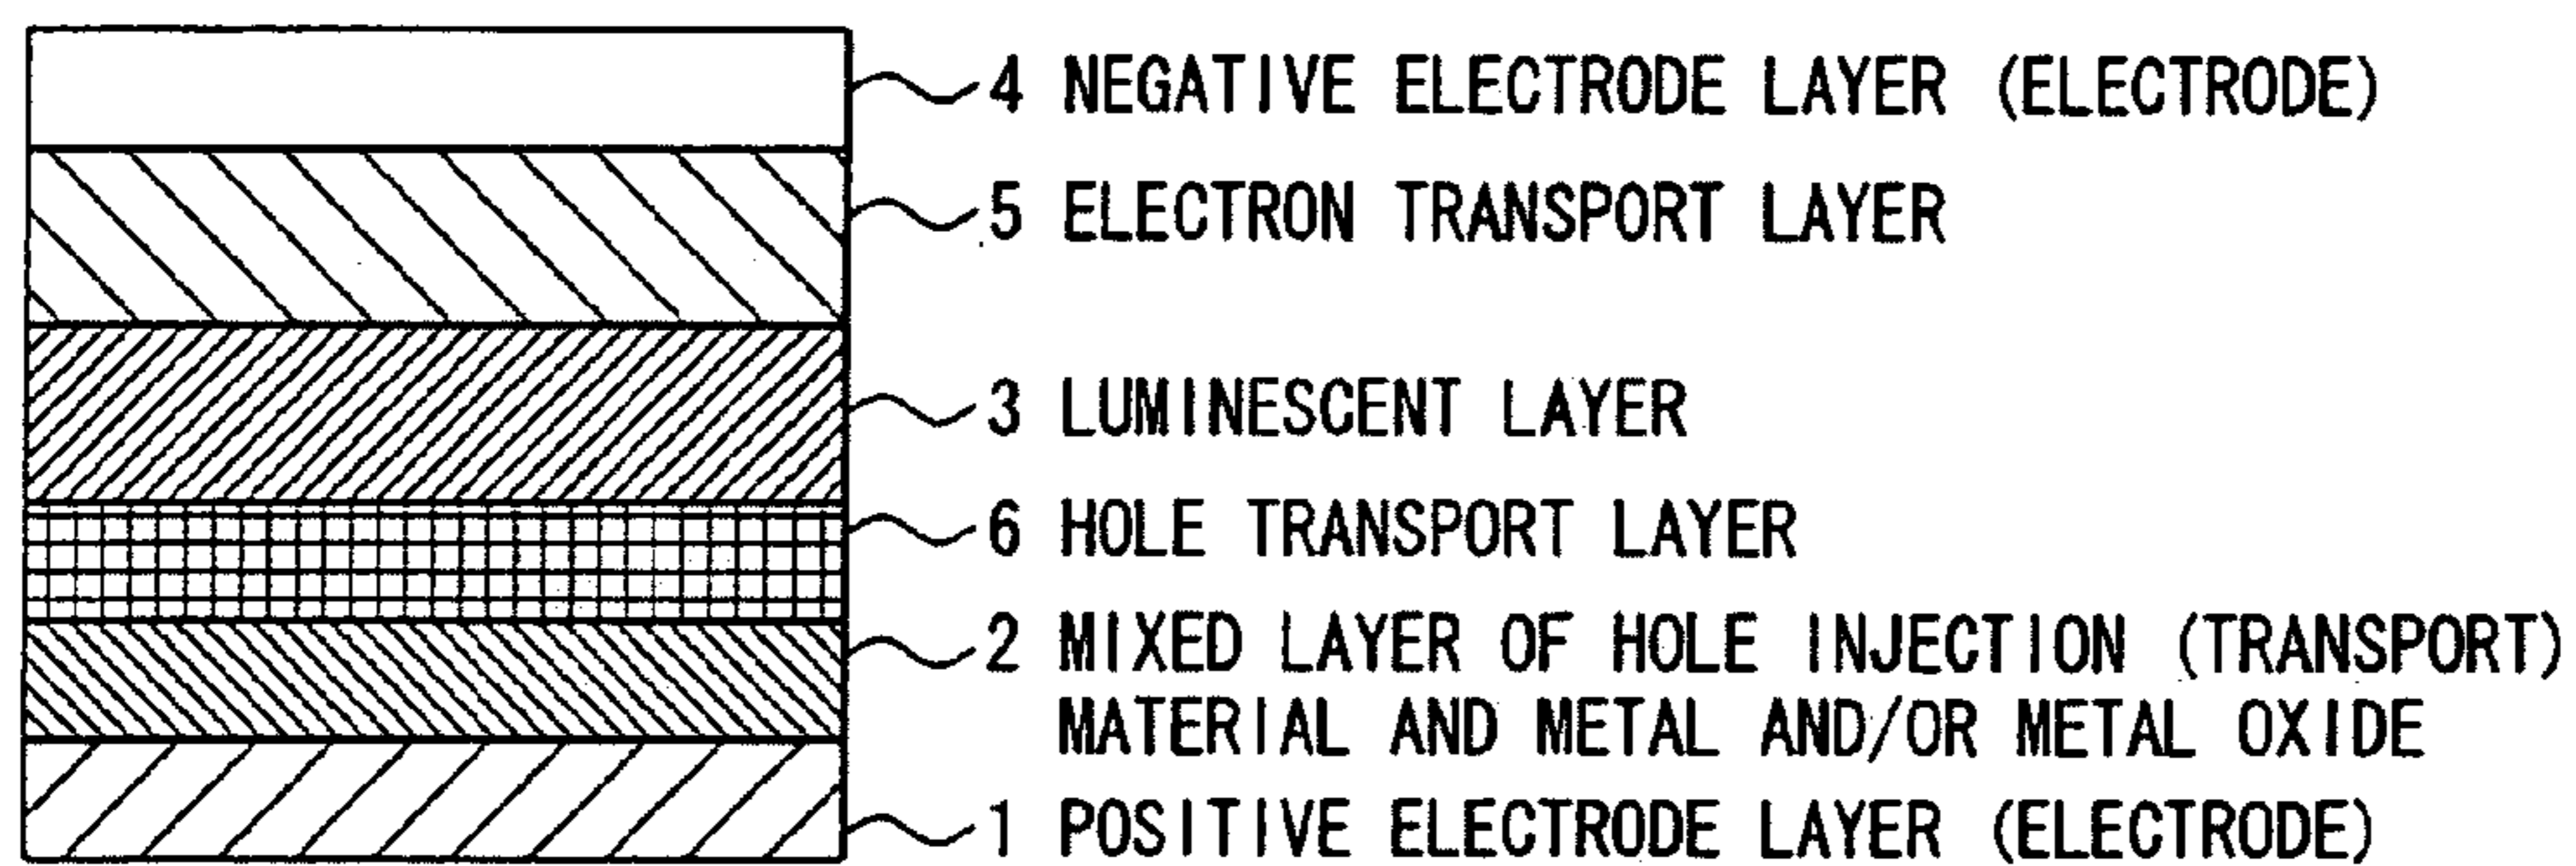 4 NEGATIVE ELECTRODE LAYER (ELECTRODE)
5 ELECTRON TRANSPORT LAYER
3 LUMINESCENT LAYER
6 HOLE TRANSPORT LAYER
2 MIXED LAYER OF HOLE INJECTION (TRANSPORT)
MATERIAL AND METAL AND/OR METAL OXIDE
1 POSITIVE ELECTRODE LAYER (ELECTRODE)